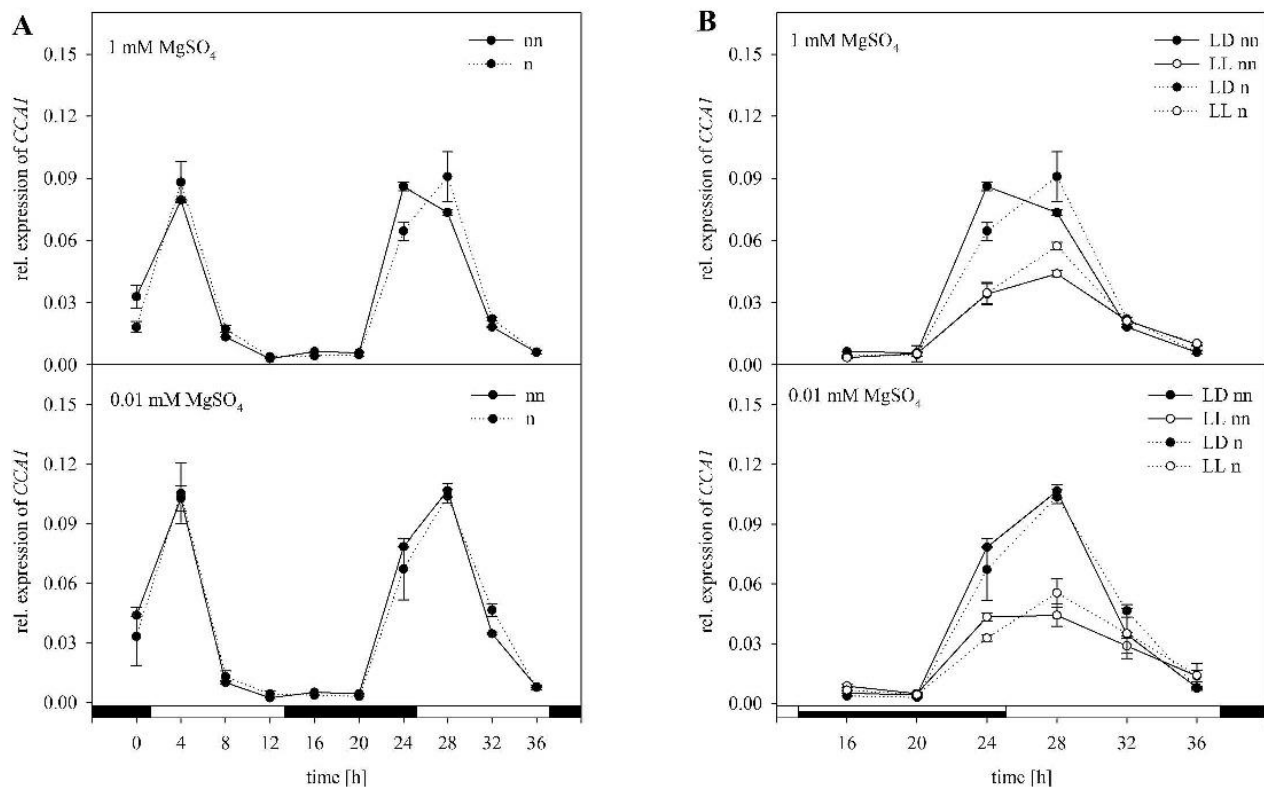 A
1 mM MgSO4
nn
n
rel. expression of CCA1
0.15
0.12
0.09
0.06
0.03
0.00
0.01 mM MgSO4
nn
n
rel. expression of CCA1
0.15
0.12
0.09
0.06
0.03
0.00
0 4 8 12 16 20 24 28 32 36
time [h]
B
1 mM MgSO4
LD nn
LL nn
LD n
LL n
rel. expression of CCA1
0.15
0.12
0.09
0.06
0.03
0.00
0.01 mM MgSO4
LD nn
LL nn
LD n
LL n
rel. expression of CCA1
0.15
0.12
0.09
0.06
0.03
0.00
16 20 24 28 32 36
time [h]